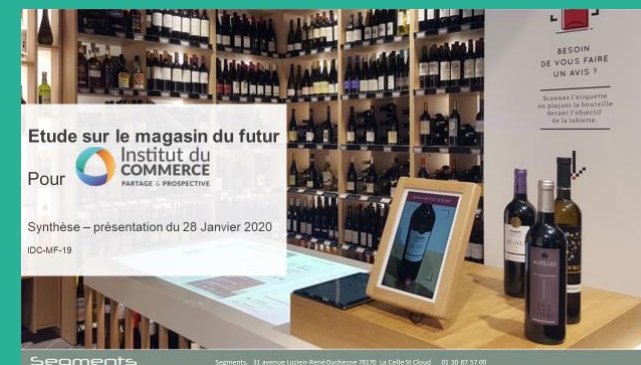 Etude sur le magasin du futur
Pour
Institut du
COMMERCE
PARTAGE & PROSPECTIVE
Synthèse – présentation du 28 Janvier 2020
IDC-MF-19
BESOIN
DE VOUS FAIRE
UN AVIS ?
Scannez l'étiquette
en plaçant la bouteille
devant l'objectif
de la tablette.
Segments
Segments, 31 avenue Lucien-René Duchesne 78170 La Celle St Cloud 01 30 87 57 00